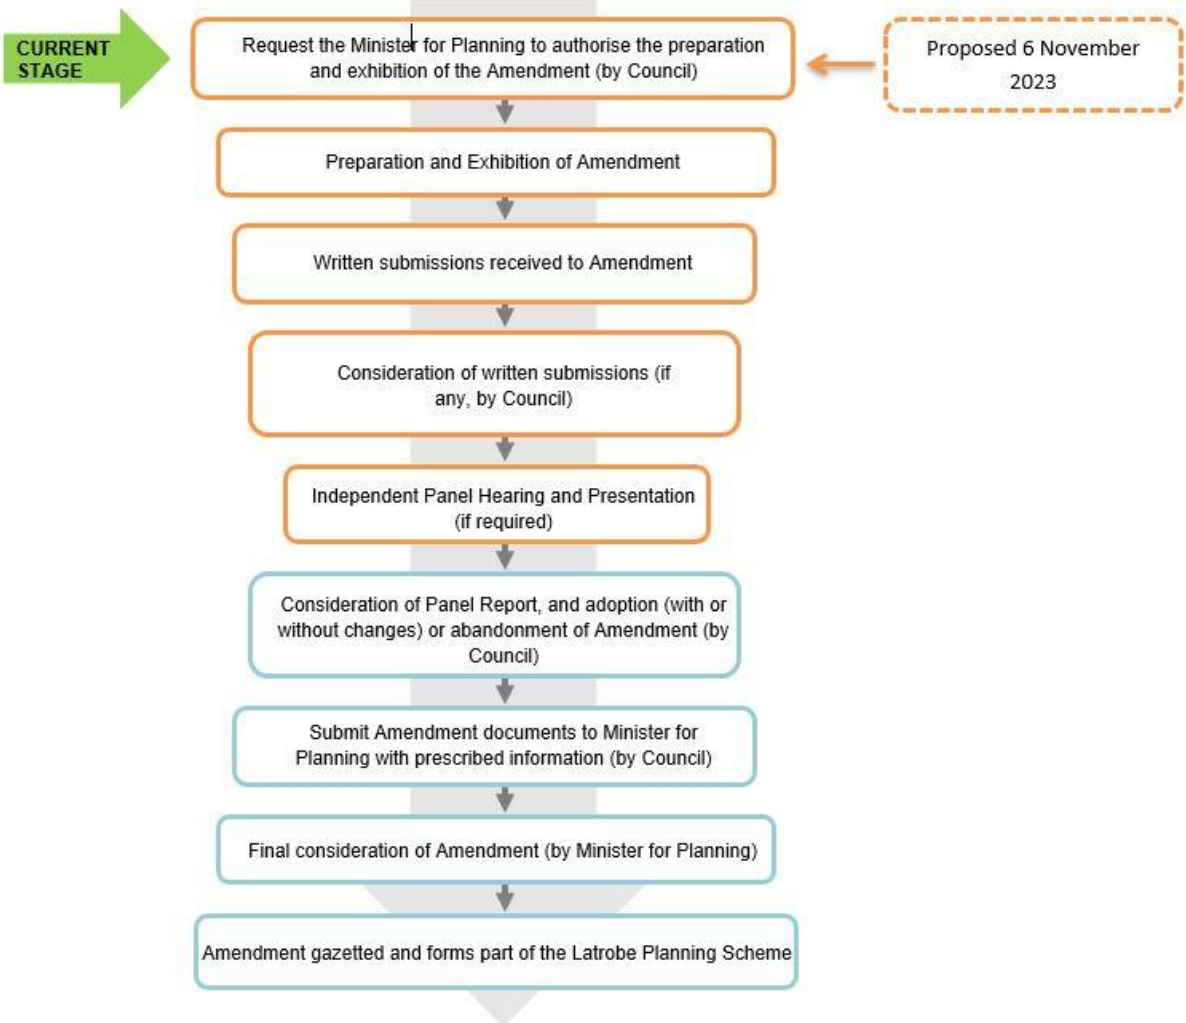 CURRENT
STAGE
Request the Minister for Planning to authorise the preparation
and exhibition of the Amendment (by Council)
Proposed 6 November
2023
Preparation and Exhibition of Amendment
Written submissions received to Amendment
Consideration of written submissions (if
any, by Council)
Independent Panel Hearing and Presentation
(if required)
Consideration of Panel Report, and adoption (with or
without changes) or abandonment of Amendment (by
Council)
Submit Amendment documents to Minister for
Planning with prescribed information (by Council)
Final consideration of Amendment (by Minister for Planning)
Amendment gazetted and forms part of the Latrobe Planning Scheme